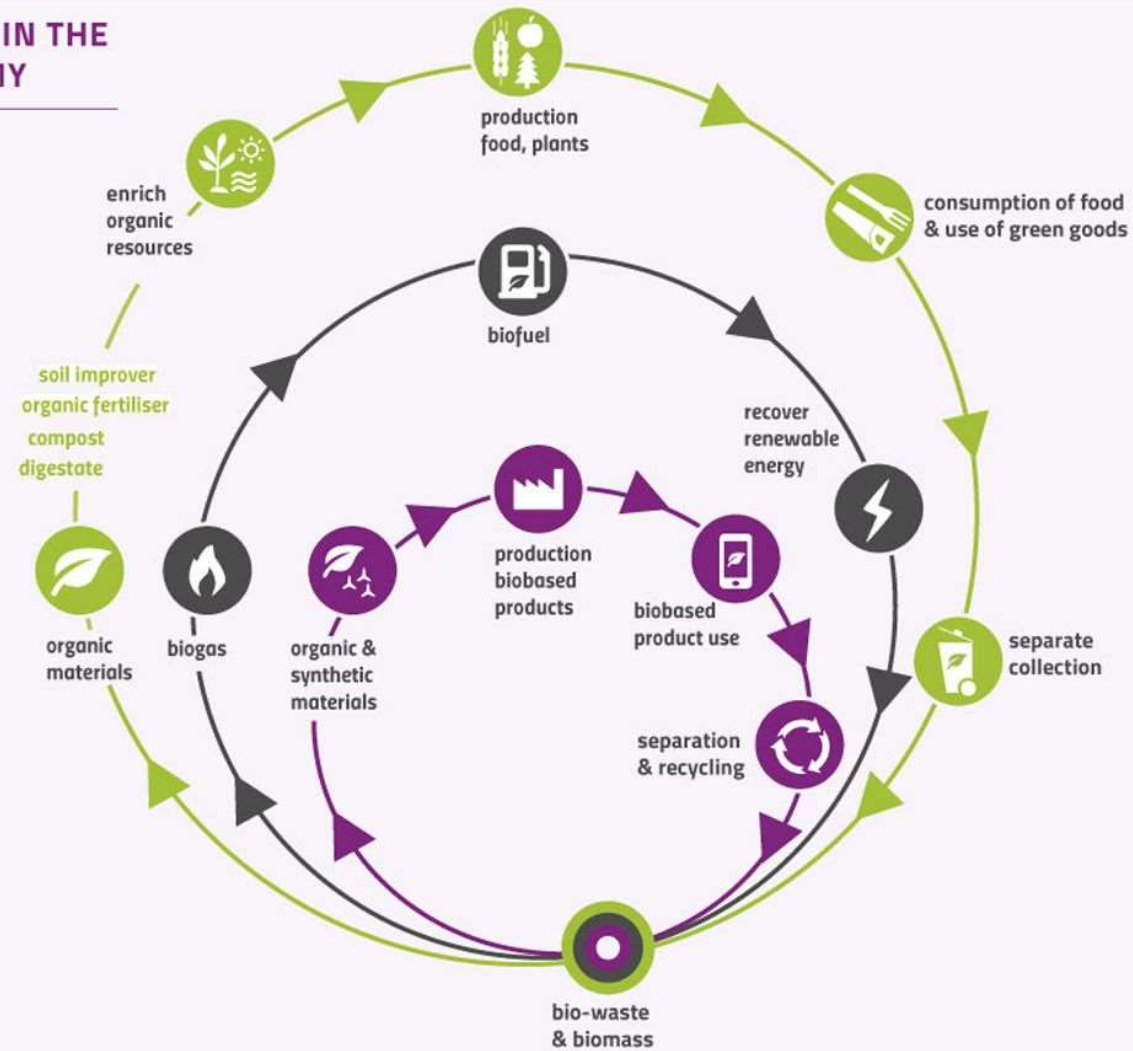 IN THE
production
food, plants
enrich
organic
resources
consumption of food
& use of green goods
biofuel
soil improver
organic fertiliser
compost
digestate
recover
renewable
energy
production
biobased
products
biobased
product use
organic
materials
biogas
organic &
synthetic
materials
separate
collection
separation
& recycling
bio-waste
& biomass